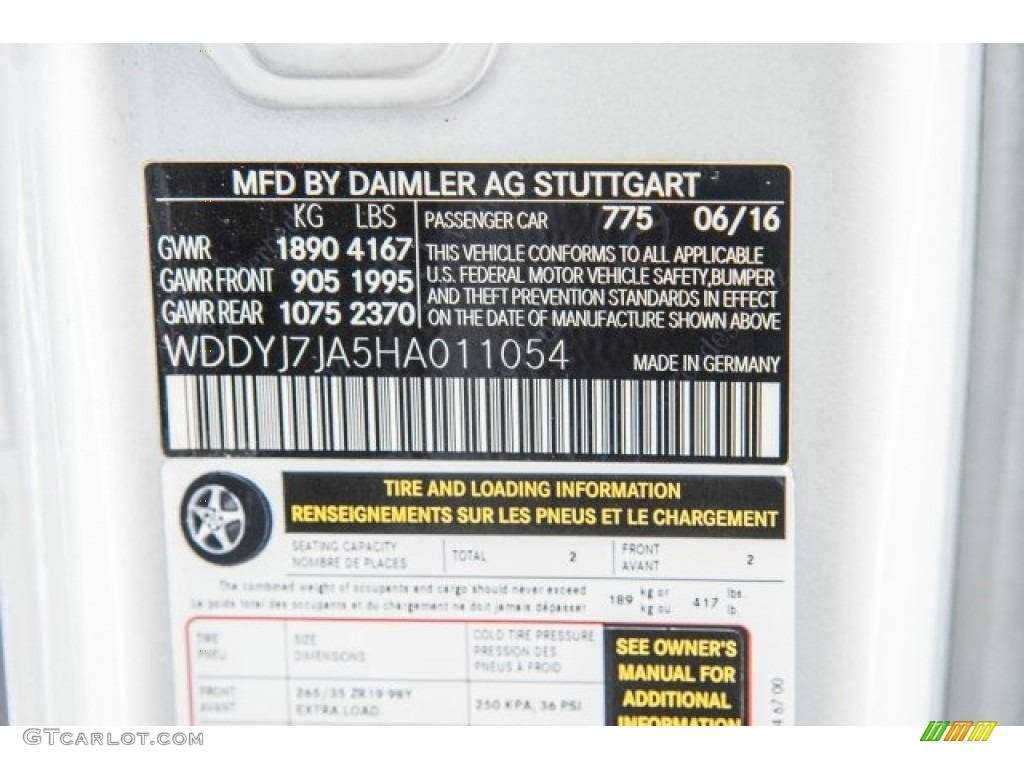 MFD BY DAIMLER AG STUTTGART
KG LBS
GVWR 1890 4167
GAWR FRONT 905 1995
GAWR REAR 1075 2370
PASSENGER CAR 775 06/16
THIS VEHICLE CONFORMS TO ALL APPLICABLE
U.S. FEDERAL MOTOR VEHICLE SAFETY,BUMPER
AND THEFT PREVENTION STANDARDS IN EFFECT
ON THE DATE OF MANUFACTURE SHOWN ABOVE
WDDYJ7JA5HA011054
MADE IN GERMANY
TIRE AND LOADING INFORMATION
RENSEIGNEMENTS SUR LES PNEUS ET LE CHARGEMENT
SEATING CAPACITY
NOMBRE DE PLACES
TOTAL 2
FRONT
AVANT
2
The combined weight of occupants and cargo should never exceed
Le poids total des occupants et du chargement ne doit jamais dépasser
189 kg or
kg ou
417 lbs.
lb.
TIRE
PNEU
SIZE
DIMENSIONS
COLD TIRE PRESSURE
PRESSION DES
PNEUS À FROID
SEE OWNER'S
MANUAL FOR
ADDITIONAL
INFORMATION
FRONT
AVANT
265/35 ZR19 98Y
EXTRA LOAD
250 KPA, 36 PSI
GTCarLot.com